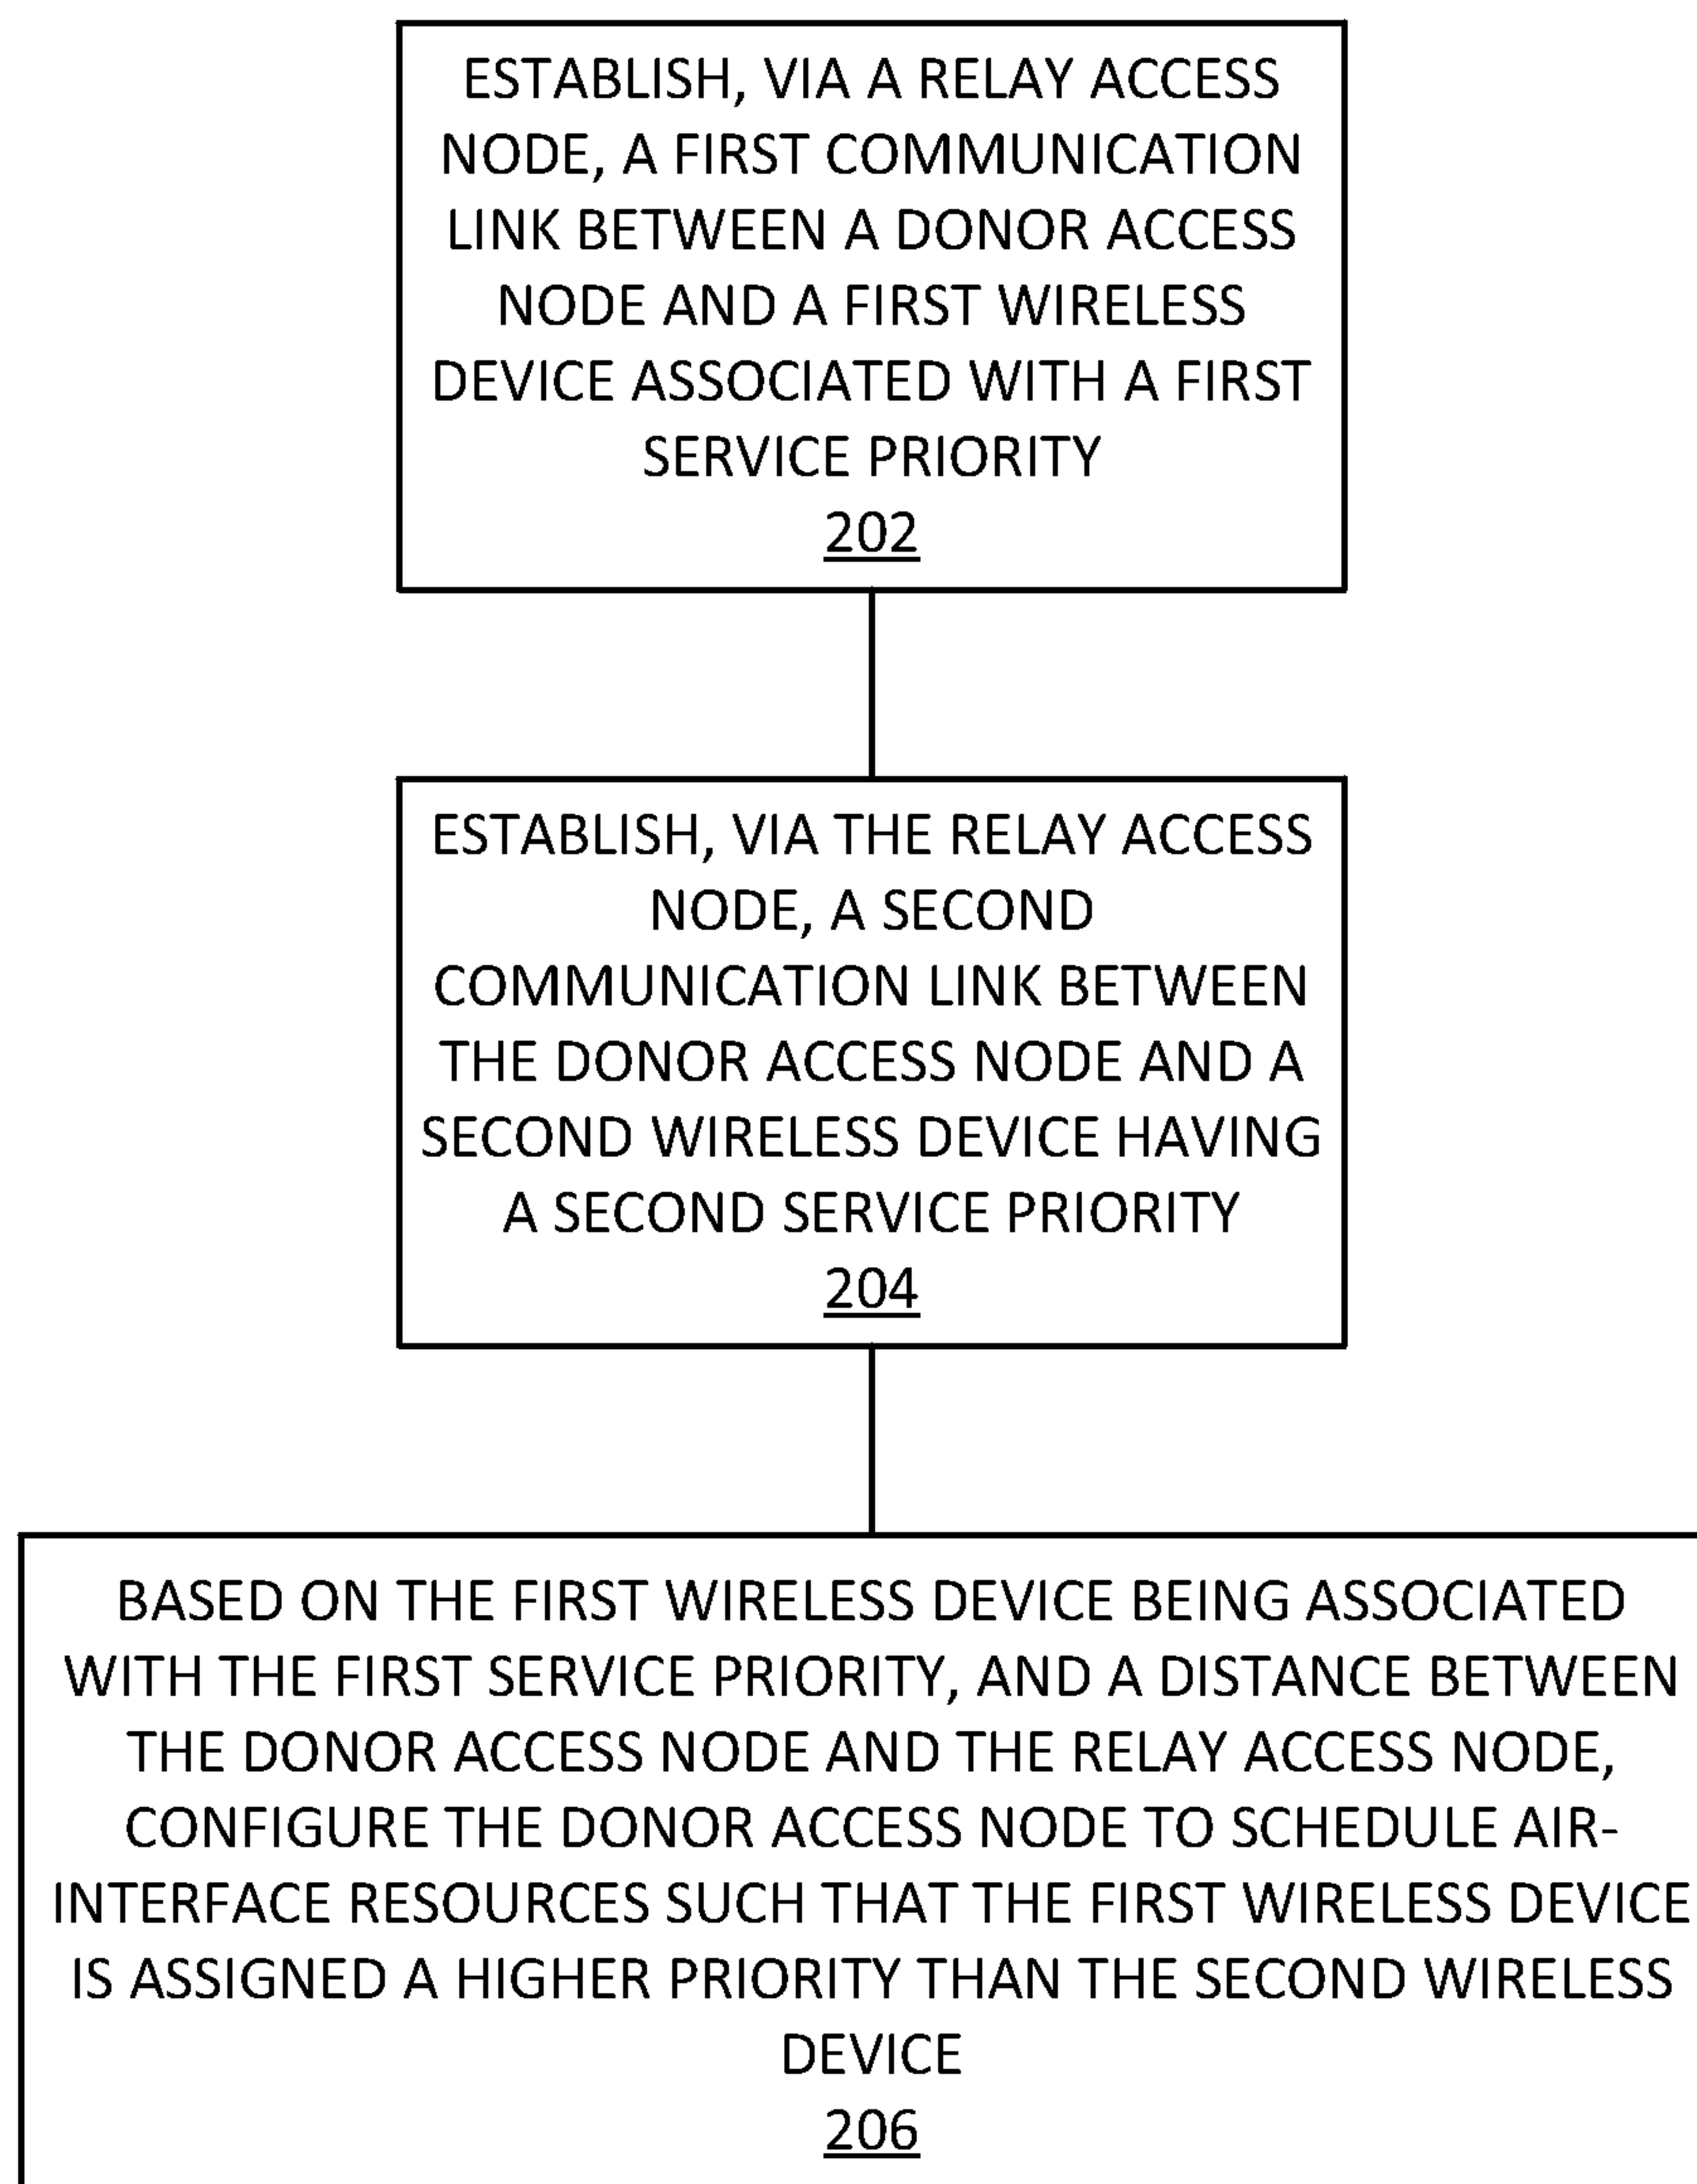 ESTABLISH, VIA A RELAY ACCESS
NODE, A FIRST COMMUNICATION
LINK BETWEEN A DONOR ACCESS
NODE AND A FIRST WIRELESS
DEVICE ASSOCIATED WITH A FIRST
SERVICE PRIORITY
202
ESTABLISH, VIA THE RELAY ACCESS
NODE, A SECOND
COMMUNICATION LINK BETWEEN
THE DONOR ACCESS NODE AND A
SECOND WIRELESS DEVICE HAVING
A SECOND SERVICE PRIORITY
204
BASED ON THE FIRST WIRELESS DEVICE BEING ASSOCIATED
WITH THE FIRST SERVICE PRIORITY, AND A DISTANCE BETWEEN
THE DONOR ACCESS NODE AND THE RELAY ACCESS NODE,
CONFIGURE THE DONOR ACCESS NODE TO SCHEDULE AIR-
INTERFACE RESOURCES SUCH THAT THE FIRST WIRELESS DEVICE
IS ASSIGNED A HIGHER PRIORITY THAN THE SECOND WIRELESS
DEVICE
206